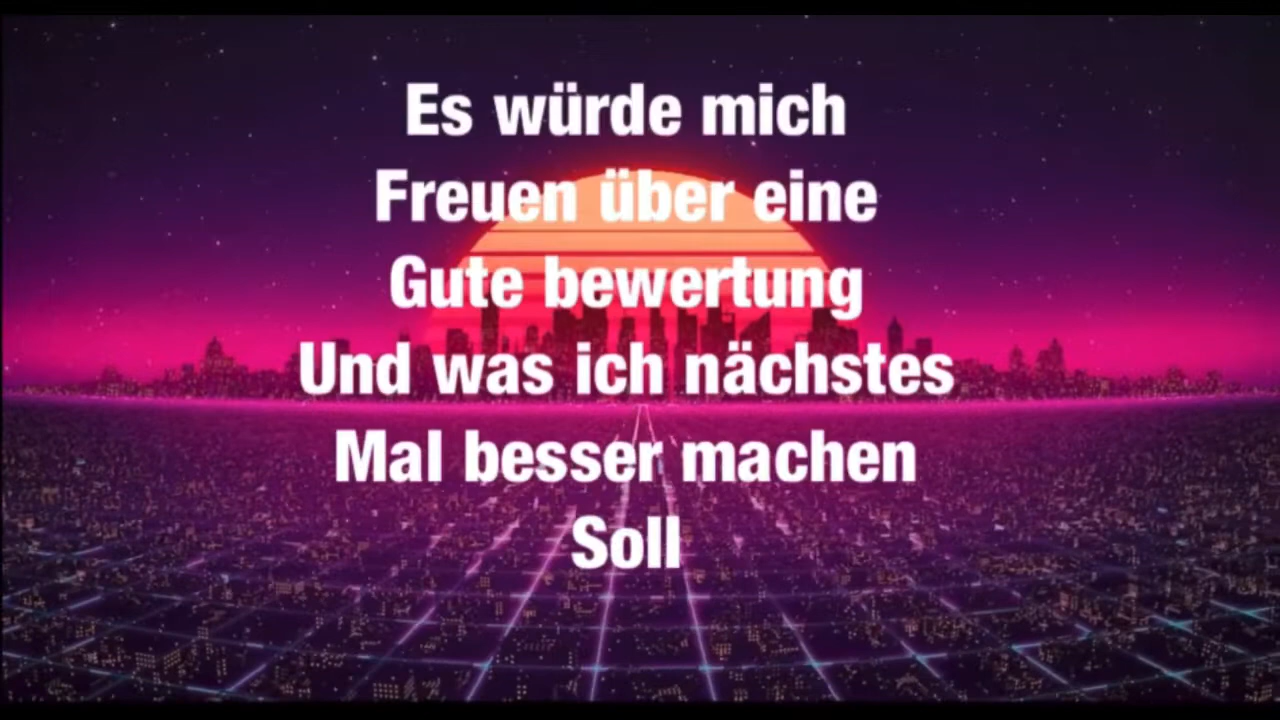 Es würde mich
Freuen über eine
Gute bewertung
Und was ich nächstes
Mal besser machen
Soll